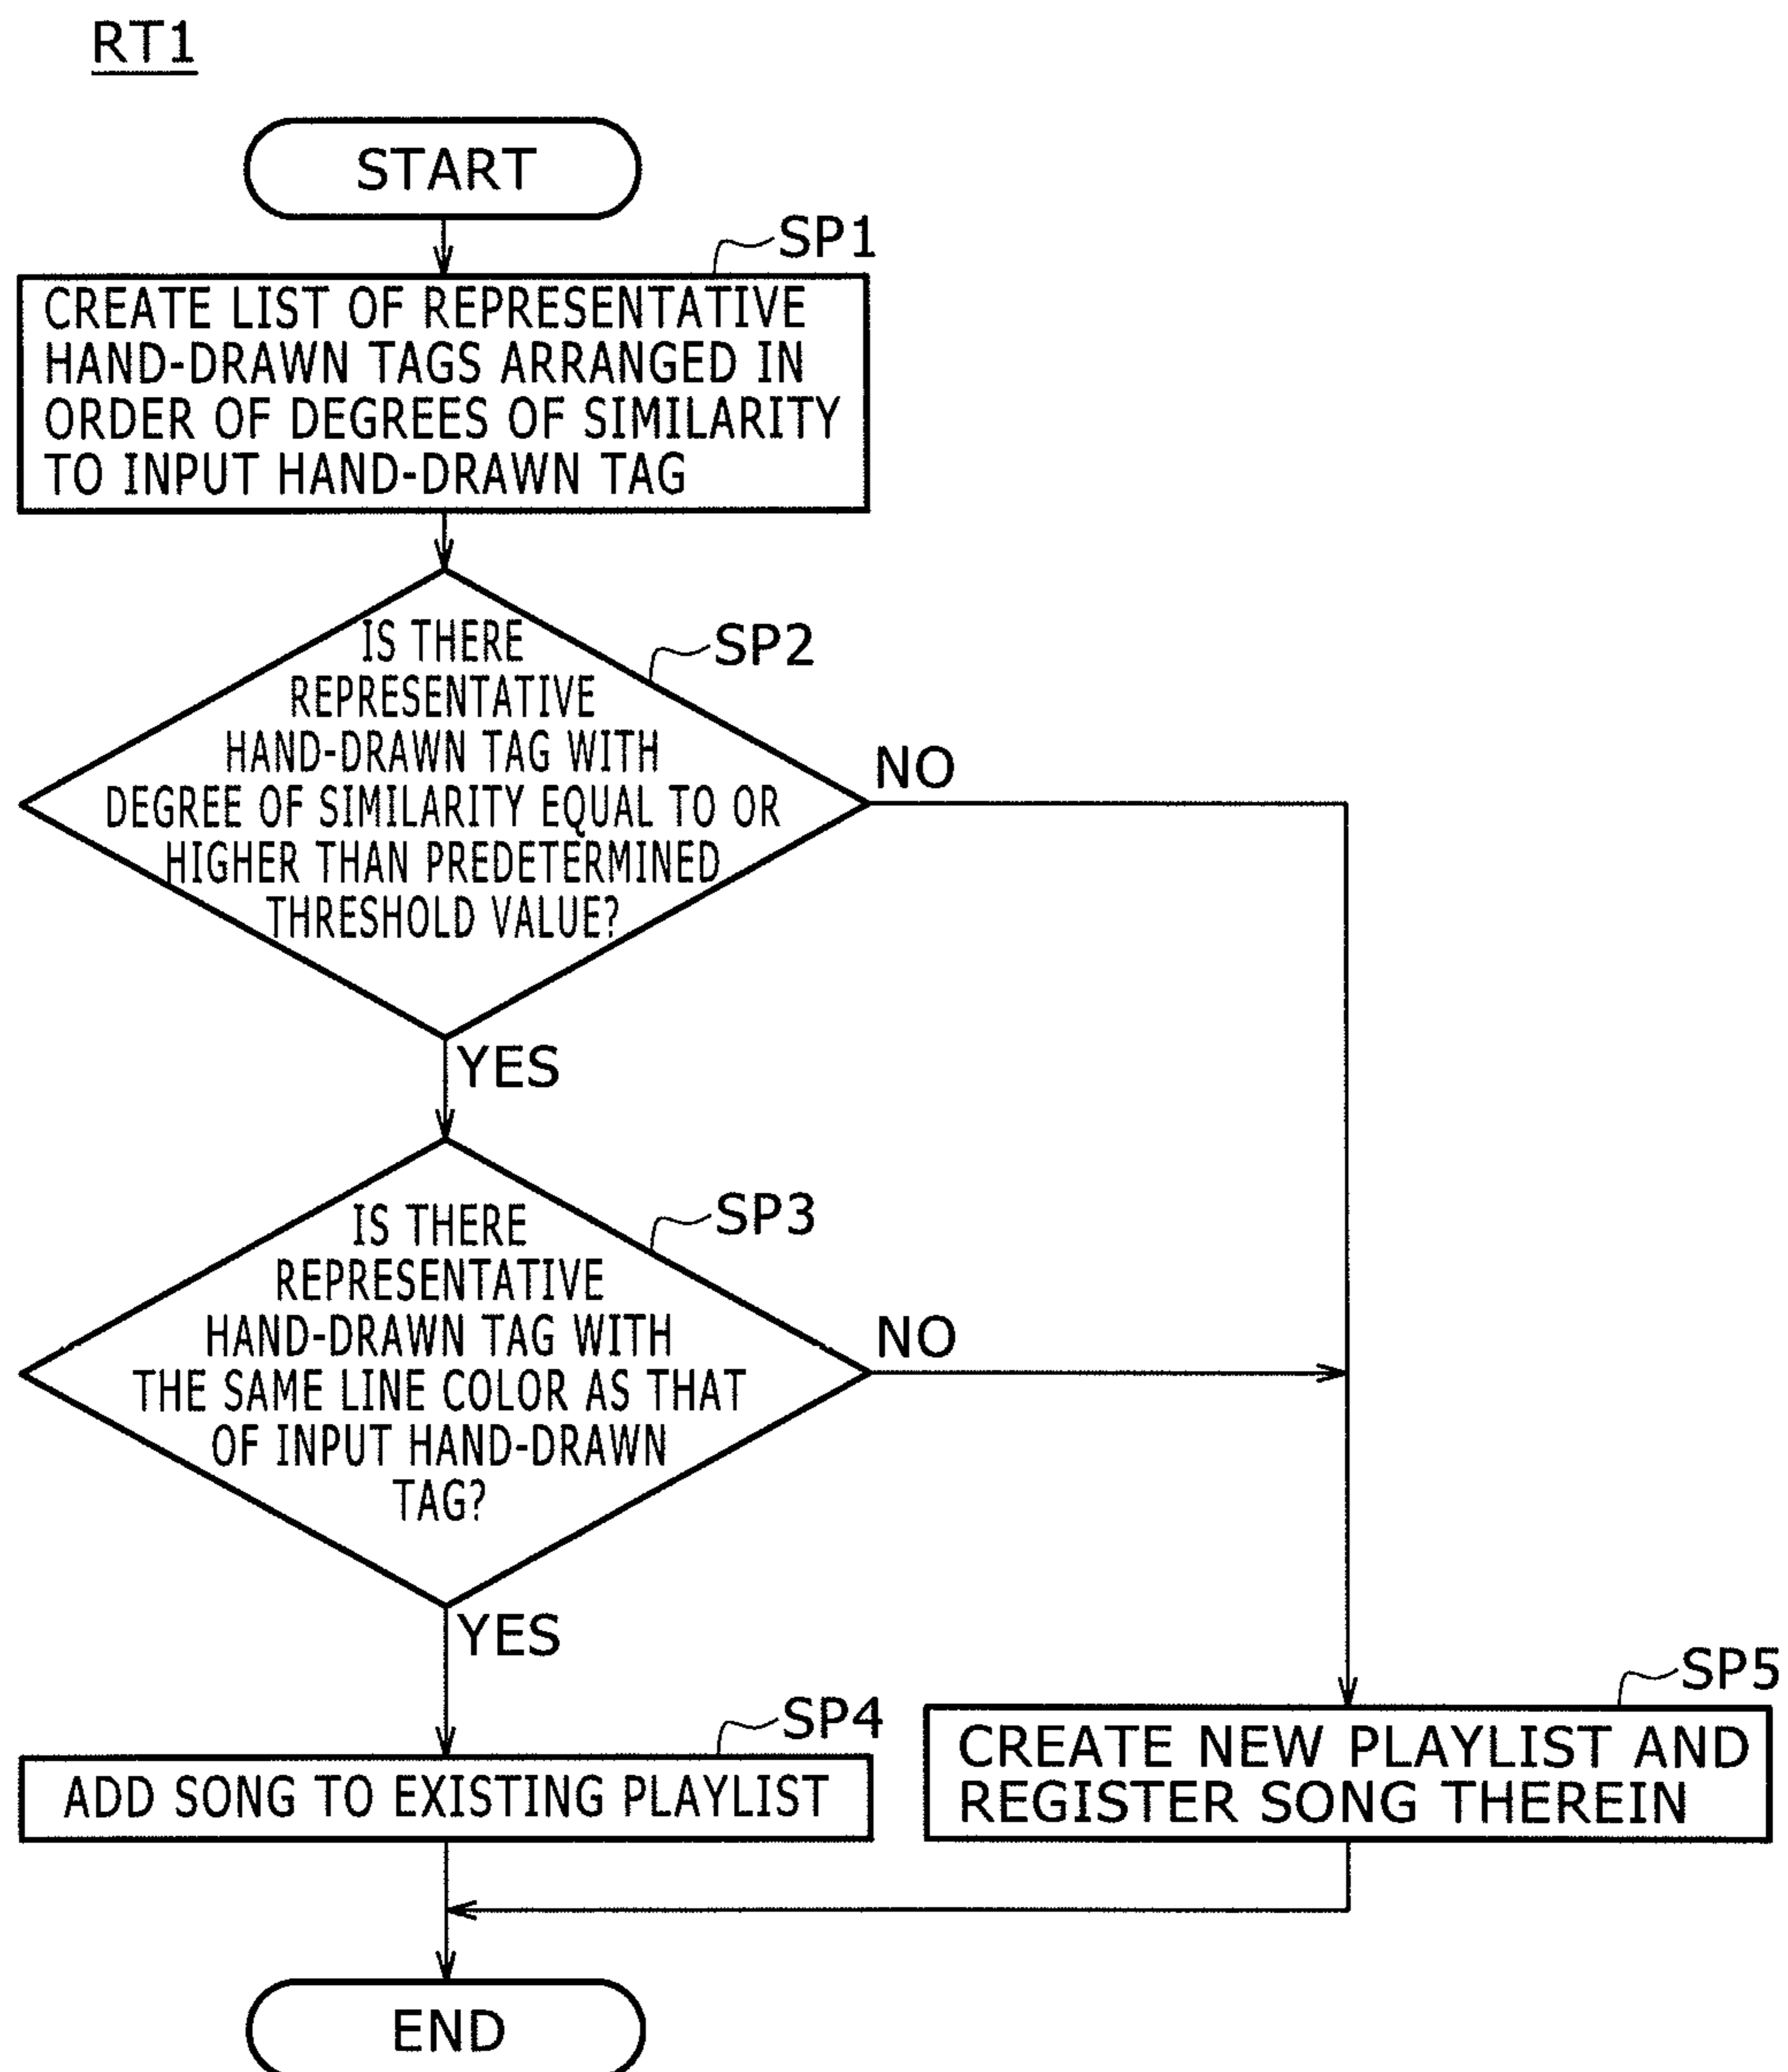 RT1
START
SP1
CREATE LIST OF REPRESENTATIVE
HAND-DRAWN TAGS ARRANGED IN
ORDER OF DEGREES OF SIMILARITY
TO INPUT HAND-DRAWN TAG
SP2
IS THERE
REPRESENTATIVE
HAND-DRAWN TAG WITH
DEGREE OF SIMILARITY EQUAL TO OR
HIGHER THAN PREDETERMINED
THRESHOLD VALUE?
NO
YES
SP3
IS THERE
REPRESENTATIVE
HAND-DRAWN TAG WITH
THE SAME LINE COLOR AS THAT
OF INPUT HAND-DRAWN
TAG?
NO
YES
SP4
ADD SONG TO EXISTING PLAYLIST
SP5
CREATE NEW PLAYLIST AND
REGISTER SONG THEREIN
END